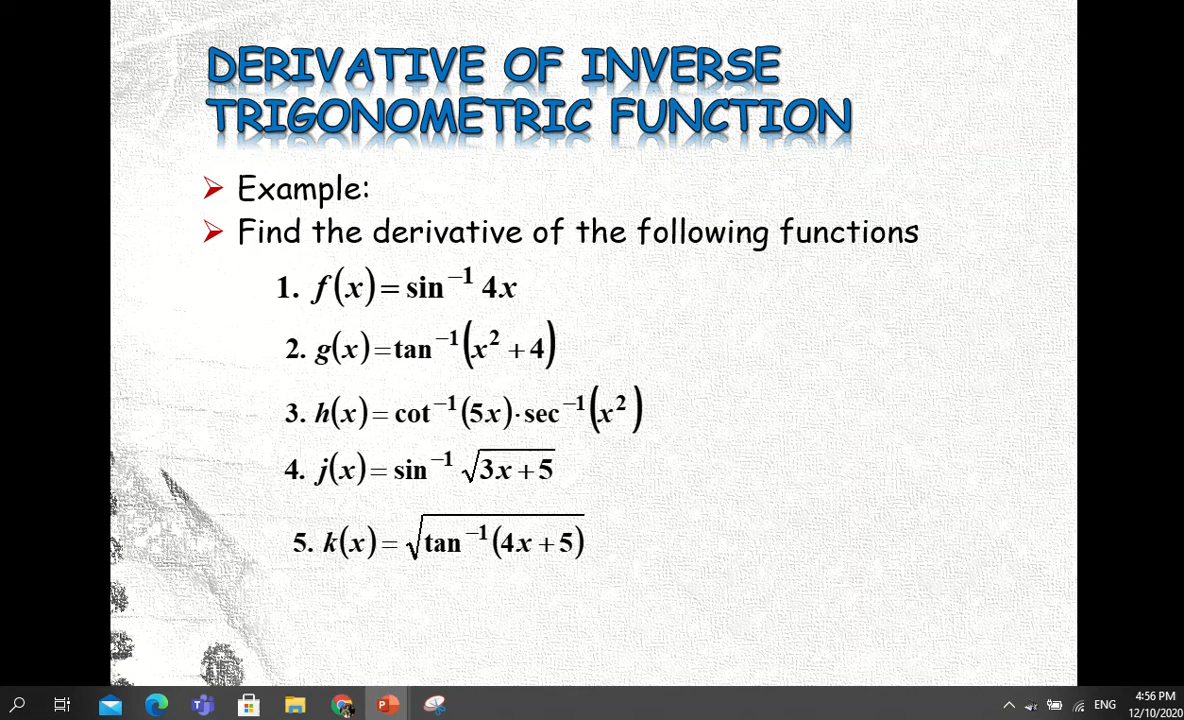 DERIVATIVE OF INVERSE
TRIGONOMETRIC FUNCTION
Example:
Find the derivative of the following functions
1. f(x) = sin⁻¹ 4x
2. g(x) = tan⁻¹(x² + 4)
3. h(x) = cot⁻¹(5x)·sec⁻¹(x²)
4. j(x) = sin⁻¹ √(3x + 5)
5. k(x) = √(tan⁻¹(4x + 5))
ENG
4:56 PM
12/10/2020